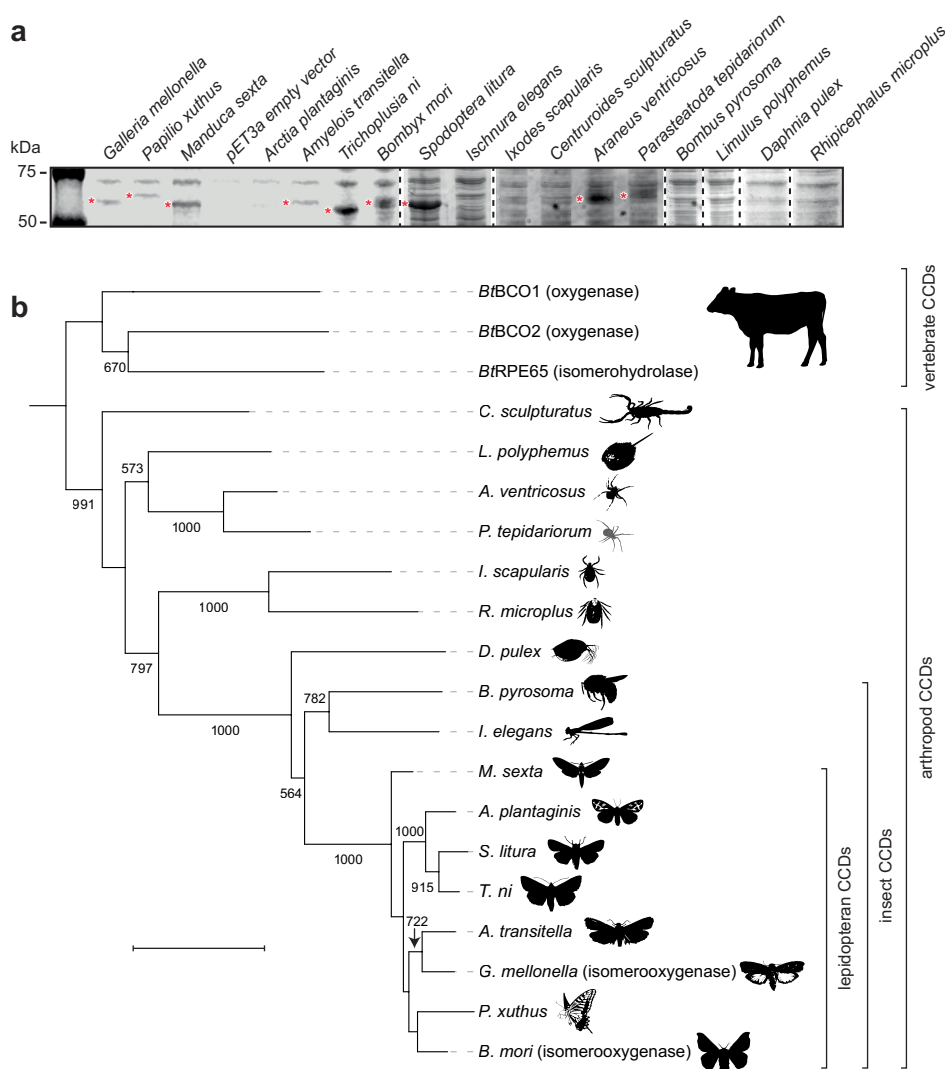 a
kDa
75
50
Galleria mellonella
Papilio xuthus
Manduca sexta
pET3a empty vector
Arctia plantaginis
Amyelois transitella
Trichoplusia ni
Bombyx mori
Spodoptera litura
Ischnura elegans
Ixodes scapularis
Centruroides sculpturatus
Araneus ventricosus
Parasteatoda tepidariorum
Bombus pyrosoma
Limulus polyphemus
Daphnia pulex
Rhipicephalus microplus
* * * * * * * * *
b
BtBCO1 (oxygenase)
BtBCO2 (oxygenase)
670
BtRPE65 (isomerohydrolase)
vertebrate CCDs
C. sculpturatus
L. polyphemus
573
991
A. ventricosus
1000
P. tepidariorum
I. scapularis
1000
R. microplus
D. pulex
797
782
B. pyrosoma
1000
I. elegans
M. sexta
564
A. plantaginis
1000
1000
S. litura
915
T. ni
722
A. transitella
G. mellonella (isomerooxygenase)
P. xuthus
B. mori (isomerooxygenase)
lepidopteran CCDs
insect CCDs
arthropod CCDs